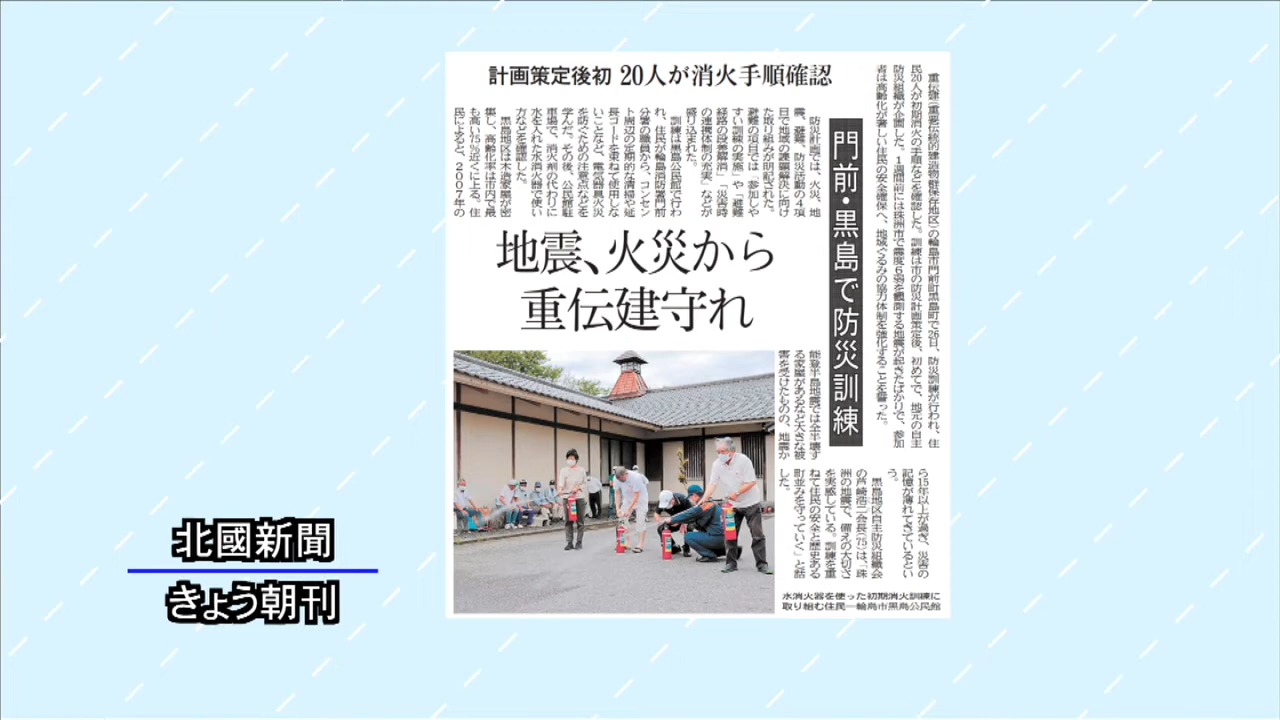 計画策定後初 20人が消火手順確認
門前・黒島で防災訓練
地震、火災から
重伝建守れ
重伝建(重要伝統的建造物群保存地区)の輪島市門前町黒島町で26日、防災訓練が行われ、住
民20人が初期消火の手順などを確認した。訓練は市の防災計画策定後、初めてで、地元の自主
防災組織が企画した。1週間前には珠洲市で震度6弱を観測する地震が起きたばかりで、参加
者は高齢化が著しい住民の安全確保へ、地域ぐるみの協力体制を強化することを誓った。
防災計画では、火災、地
震、避難、防災活動の4項
目で地域の課題解決に向け
た取り組みが明記された。
避難の項目では「参加しや
すい訓練の実施」や「避難
経路の段差解消」「災害時
の連携体制の充実」などが
盛り込まれた。
訓練は黒島公民館で行わ
れ、住民が輪島消防署門前
分署の職員から、コンセン
ト周辺の定期的な清掃や延
長コードを束ねて使用しな
いことなど、電気器具火災
を防ぐための注意点などを
学んだ。その後、公民館駐
車場で、消火剤の代わりに
水を入れた水消火器で使い
方などを確認した。
黒島地区は木造家屋が密
集し、高齢化率は市内で最
も高い75%近くに上る。住
民によると、2007年の
能登半島地震では全半壊す
る家屋があるなど大きな被
害を受けたものの、地震か
ら15年以上が過ぎ、災害の
記憶が薄れてきているとい
う。
黒島地区自主防災組織会
の芦崎浩二会長(75)は、「珠
洲の地震で、備えの大切さ
を実感している。訓練を重
ねて住民の安全と歴史ある
町並みを守っていく」と話
した。
水消火器を使った初期消火訓練に
取り組む住民=輪島市黒島公民館
北國新聞
きょう朝刊